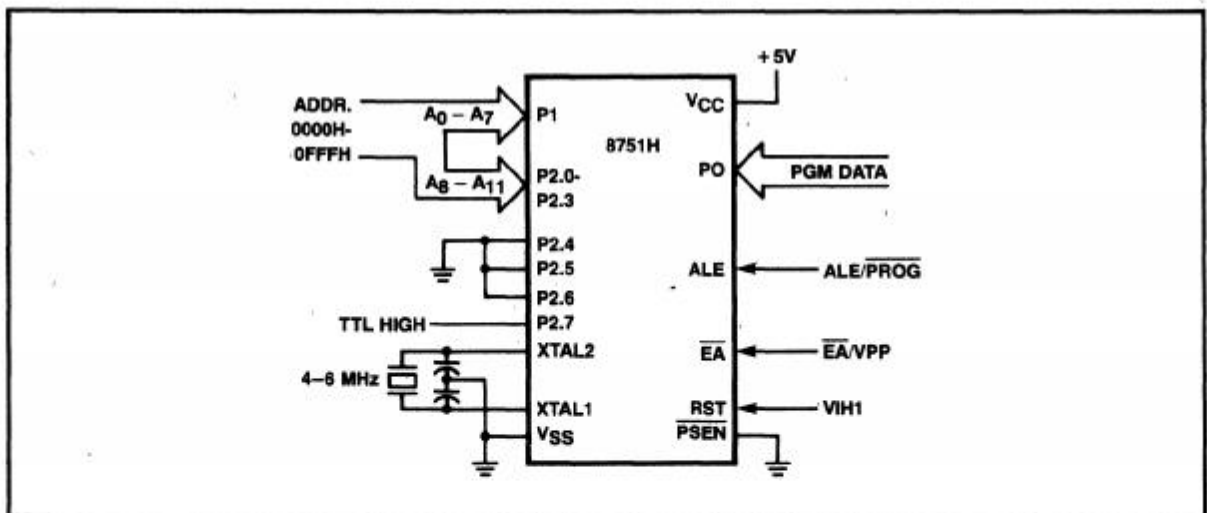 +5V
ADDR.
0000H-
0FFFH
A0 – A7
A8 – A11
TTL HIGH
4–6 MHz
P1
P2.0-
P2.3
P2.4
P2.5
P2.6
P2.7
XTAL2
XTAL1
VSS
8751H
VCC
PO
ALE
EA
RST
PSEN
PGM DATA
ALE/PROG
EA/VPP
VIH1